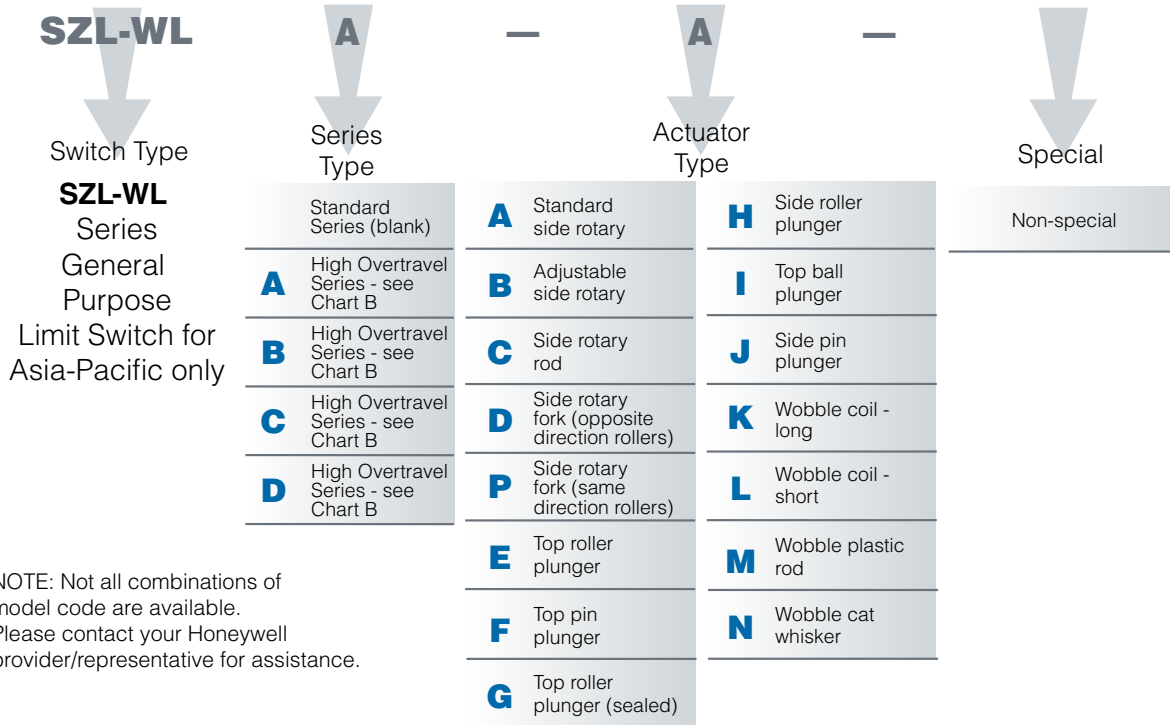 SZL-WL A — A —
Switch Type
SZL-WL
Series
General
Purpose
Limit Switch for
Asia-Pacific only
Series
Type
Standard
Series (blank)
A High Overtravel
Series - see
Chart B
B High Overtravel
Series - see
Chart B
C High Overtravel
Series - see
Chart B
D High Overtravel
Series - see
Chart B
Actuator
Type
A Standard
side rotary
B Adjustable
side rotary
C Side rotary
rod
D Side rotary
fork (opposite
direction rollers)
P Side rotary
fork (same
direction rollers)
E Top roller
plunger
F Top pin
plunger
G Top roller
plunger (sealed)
H Side roller
plunger
I Top ball
plunger
J Side pin
plunger
K Wobble coil -
long
L Wobble coil -
short
M Wobble plastic
rod
N Wobble cat
whisker
Special
Non-special
NOTE: Not all combinations of
model code are available.
Please contact your Honeywell
provider/representative for assistance.